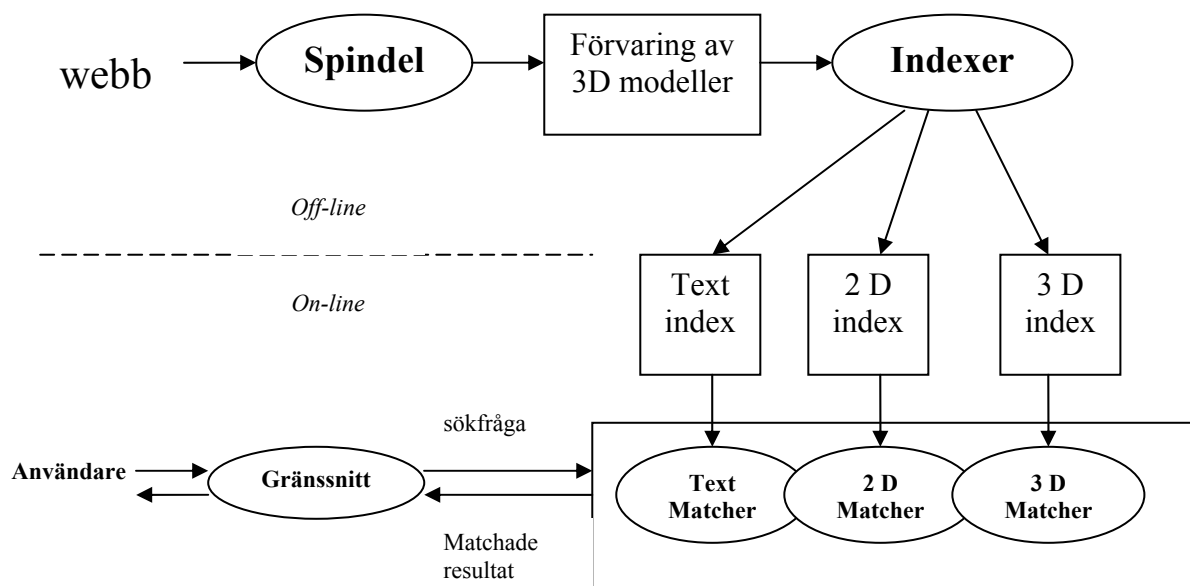 webb
Spindel
Förvaring av
3D modeller
Indexer
Off-line
On-line
Text
index
2 D
index
3 D
index
sökfråga
Användare
Gränssnitt
Matchade
resultat
Text
Matcher
2 D
Matcher
3 D
Matcher